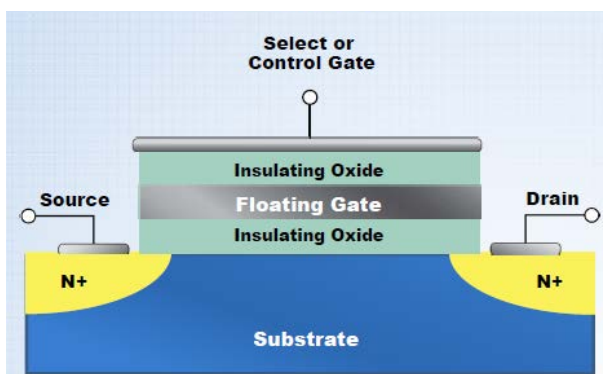 Select or
Control Gate
Insulating Oxide
Source
Floating Gate
Drain
Insulating Oxide
N+
N+
Substrate